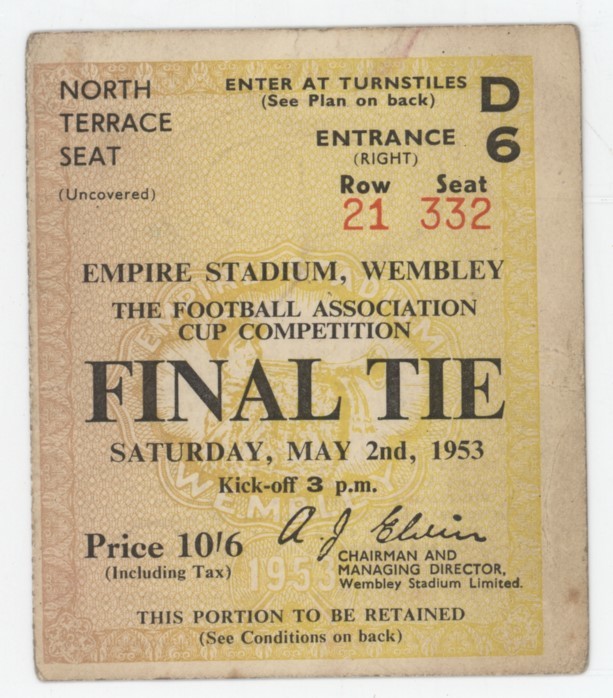 NORTH
TERRACE
SEAT
(Uncovered)
ENTER AT TURNSTILES
(See Plan on back)
D
ENTRANCE
(RIGHT)
6
Row Seat
21 332
EMPIRE STADIUM, WEMBLEY
THE FOOTBALL ASSOCIATION
CUP COMPETITION
FINAL TIE
SATURDAY, MAY 2nd, 1953
Kick-off 3 p.m.
Price 10/6
(Including Tax)
A. J. Elvin
CHAIRMAN AND
MANAGING DIRECTOR,
Wembley Stadium Limited.
EMPIRE STADIUM
WEMBLEY
1953
THIS PORTION TO BE RETAINED
(See Conditions on back)